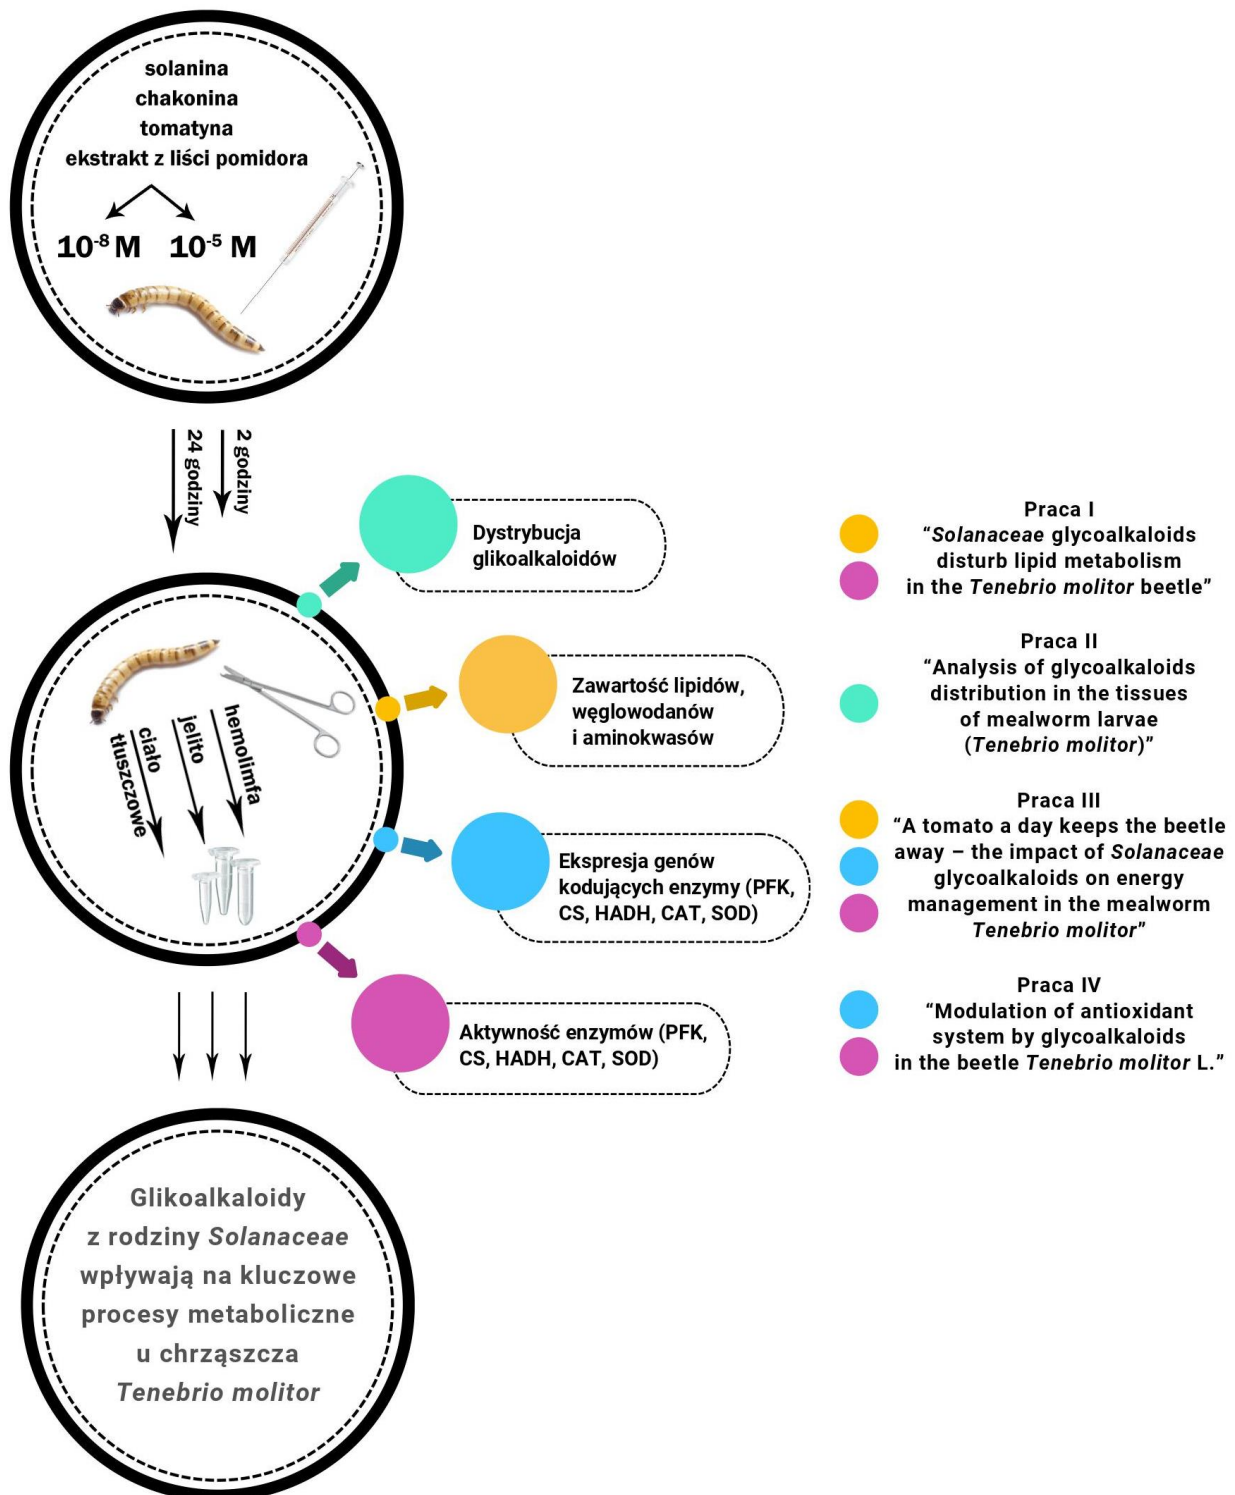 solanina
chakonina
tomatyna
ekstrakt z liści pomidora
10⁻⁸ M 10⁻⁵ M
24 godziny
2 godziny
Dystrybucja
glikoalkaloidów
Zawartość lipidów,
węglowodanów
i aminokwasów
Ekspresja genów
kodujących enzymy (PFK,
CS, HADH, CAT, SOD)
Aktywność enzymów (PFK,
CS, HADH, CAT, SOD)
ciało
tłuszczowe
jelito
hemolimfa
Glikoalkaloidy
z rodziny Solanaceae
wpływają na kluczowe
procesy metaboliczne
u chrząszcza
Tenebrio molitor
Praca I
“Solanaceae glycoalkaloids
disturb lipid metabolism
in the Tenebrio molitor beetle”
Praca II
“Analysis of glycoalkaloids
distribution in the tissues
of mealworm larvae
(Tenebrio molitor)”
Praca III
“A tomato a day keeps the beetle
away – the impact of Solanaceae
glycoalkaloids on energy
management in the mealworm
Tenebrio molitor”
Praca IV
“Modulation of antioxidant
system by glycoalkaloids
in the beetle Tenebrio molitor L.”